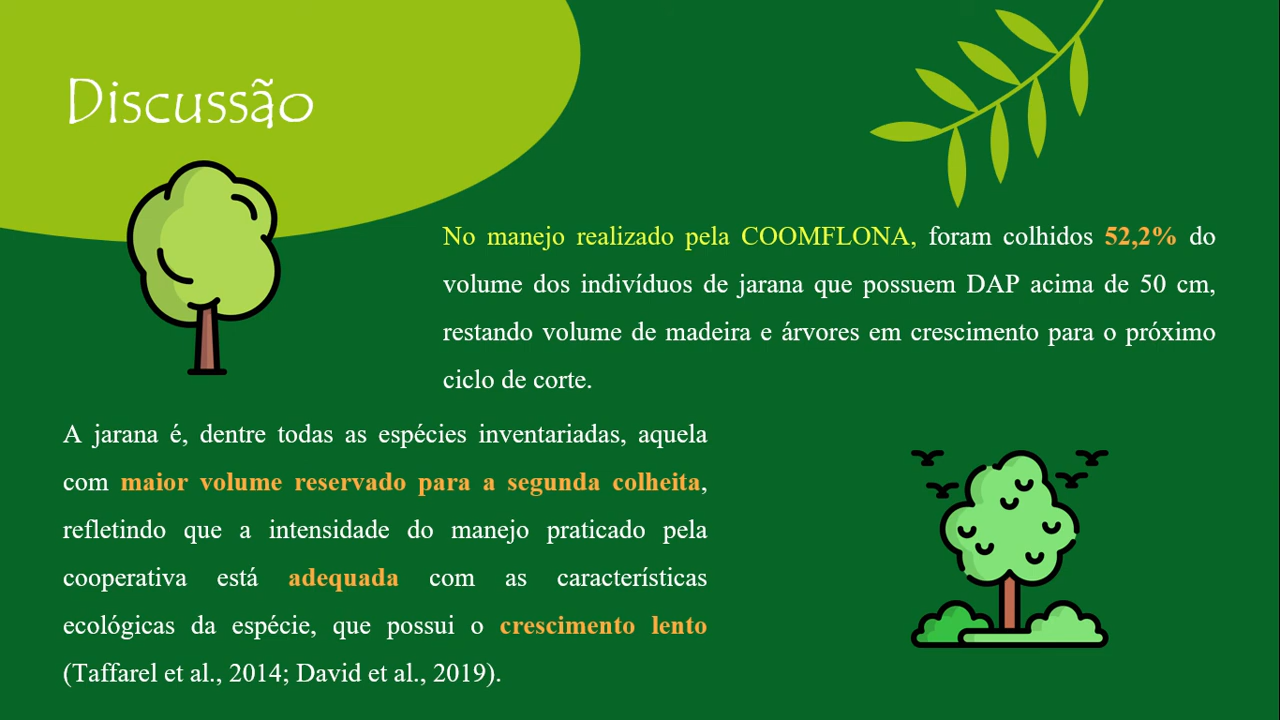 Discussão
No manejo realizado pela COOMFLONA, foram colhidos 52,2% do
volume dos indivíduos de jarana que possuem DAP acima de 50 cm,
restando volume de madeira e árvores em crescimento para o próximo
ciclo de corte.
A jarana é, dentre todas as espécies inventariadas, aquela
com maior volume reservado para a segunda colheita,
refletindo que a intensidade do manejo praticado pela
cooperativa está adequada com as características
ecológicas da espécie, que possui o crescimento lento
(Taffarel et al., 2014; David et al., 2019).